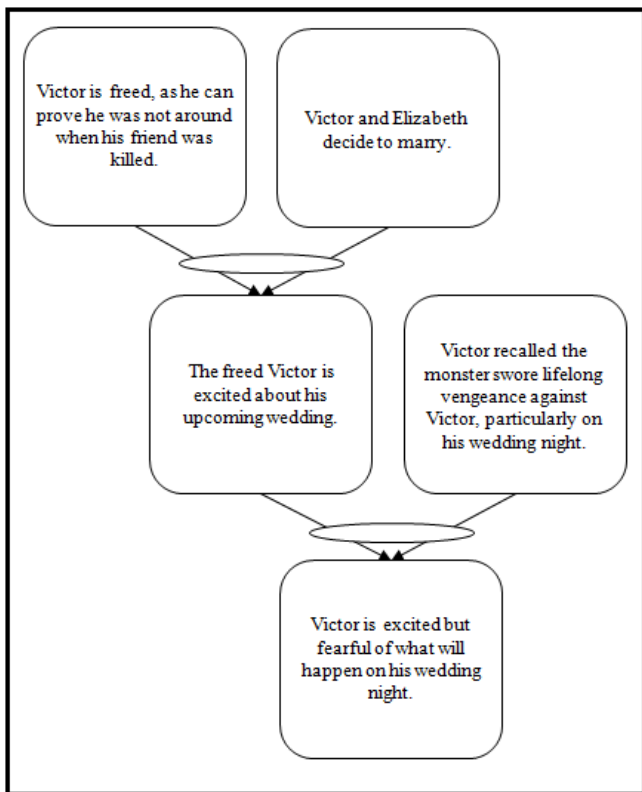 Victor is freed, as he can
prove he was not around
when his friend was
killed.
Victor and Elizabeth
decide to marry.
The freed Victor is
excited about his
upcoming wedding.
Victor recalled the
monster swore lifelong
vengeance against
Victor, particularly on
his wedding night.
Victor is excited but
fearful of what will
happen on his wedding
night.